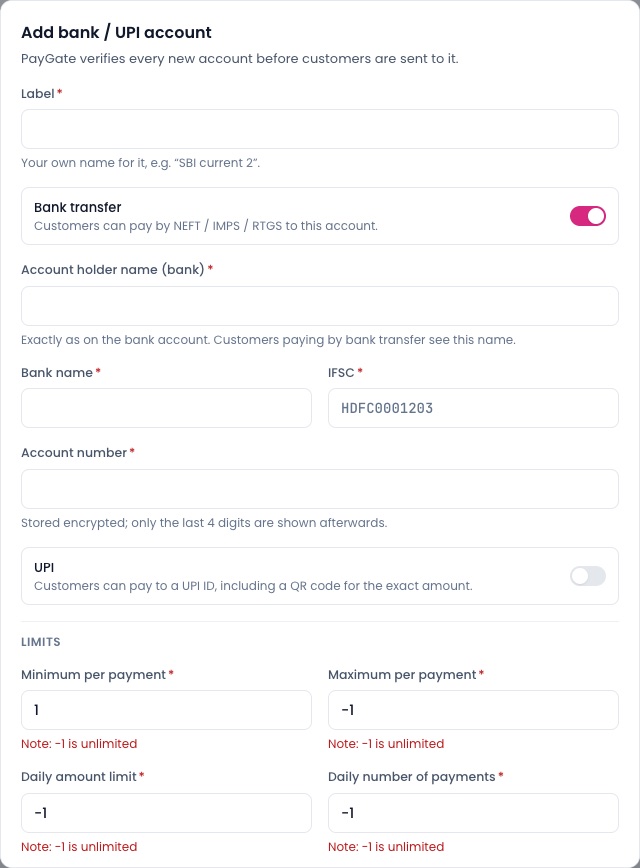 Add bank / UPI account
PayGate verifies every new account before customers are sent to it.
Label *
Your own name for it, e.g. “SBI current 2”.
Bank transfer
Customers can pay by NEFT / IMPS / RTGS to this account.
Account holder name (bank) *
Exactly as on the bank account. Customers paying by bank transfer see this name.
Bank name * IFSC *
HDFC0001203
Account number *
Stored encrypted; only the last 4 digits are shown afterwards.
UPI
Customers can pay to a UPI ID, including a QR code for the exact amount.
LIMITS
Minimum per payment * Maximum per payment *
1 -1
Note: -1 is unlimited Note: -1 is unlimited
Daily amount limit * Daily number of payments *
-1 -1
Note: -1 is unlimited Note: -1 is unlimited